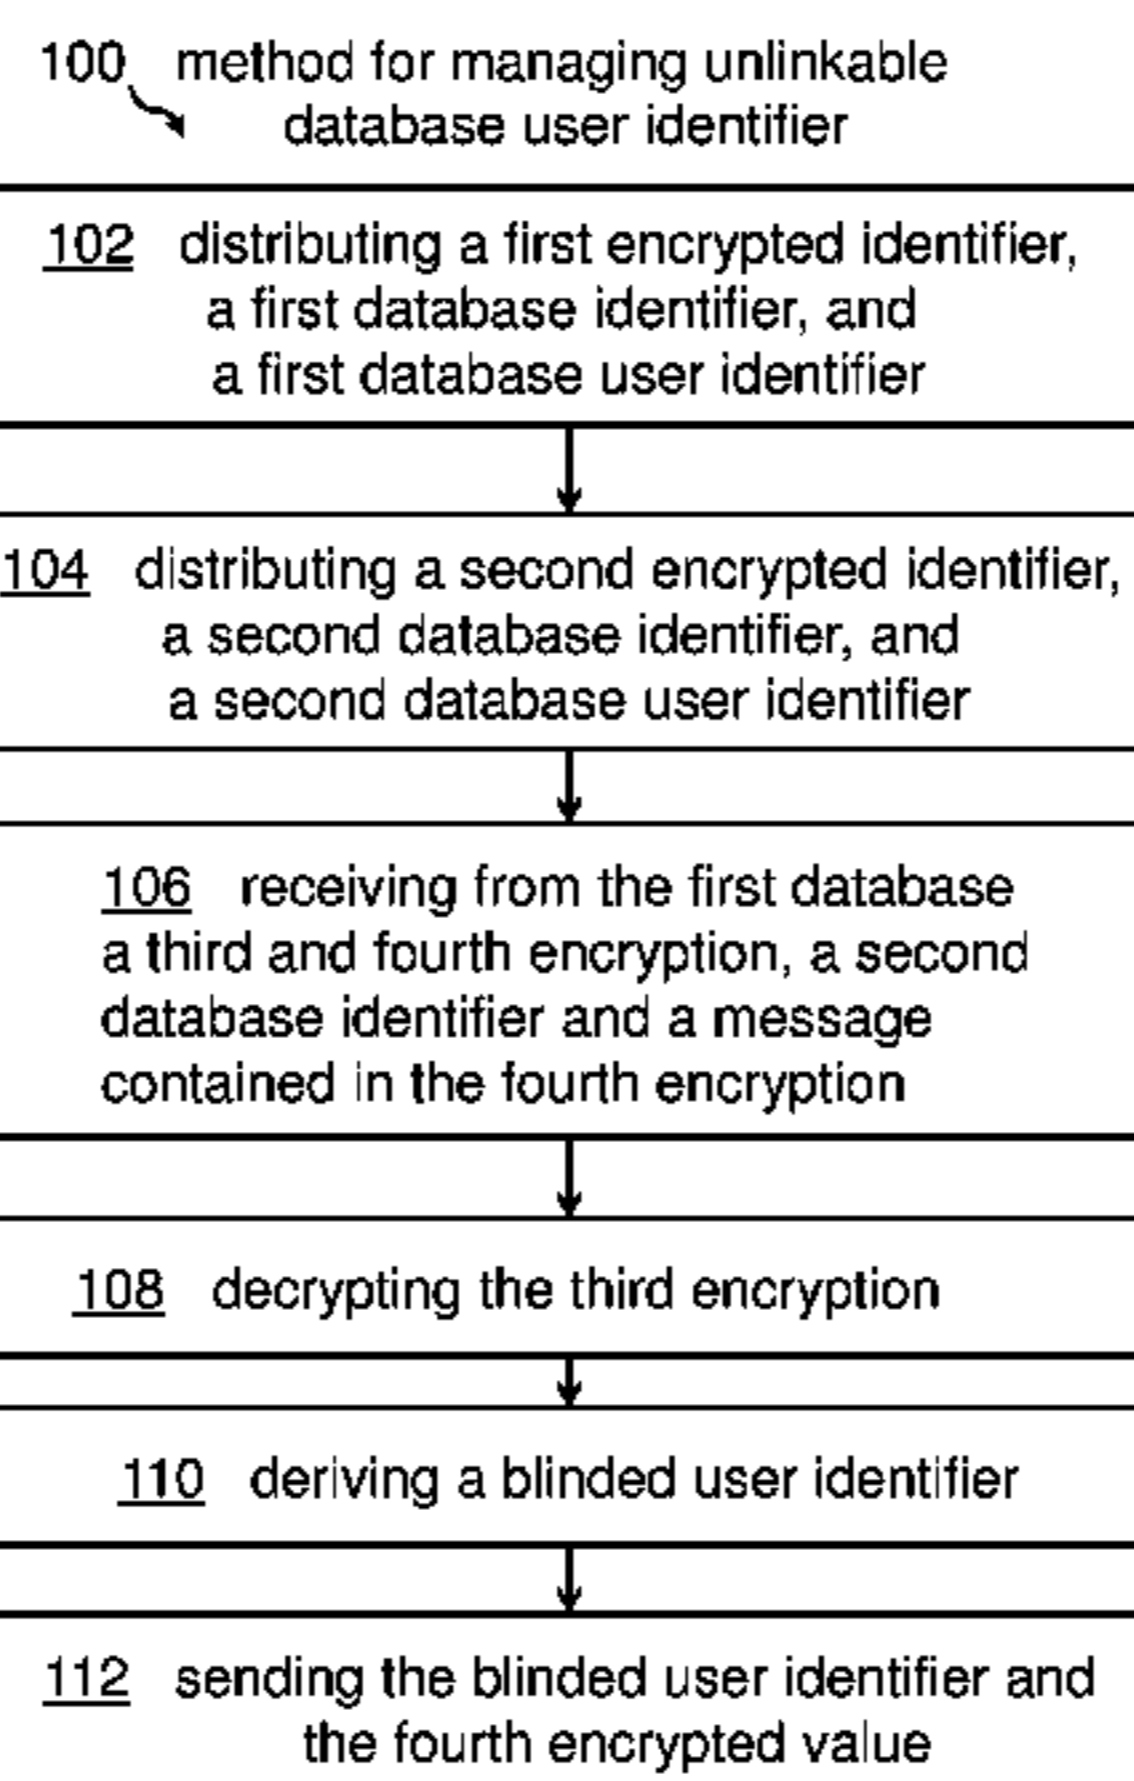 100 method for managing unlinkable
database user identifier
102 distributing a first encrypted identifier,
a first database identifier, and
a first database user identifier
104 distributing a second encrypted identifier,
a second database identifier, and
a second database user identifier
106 receiving from the first database
a third and fourth encryption, a second
database identifier and a message
contained in the fourth encryption
108 decrypting the third encryption
110 deriving a blinded user identifier
112 sending the blinded user identifier and
the fourth encrypted value